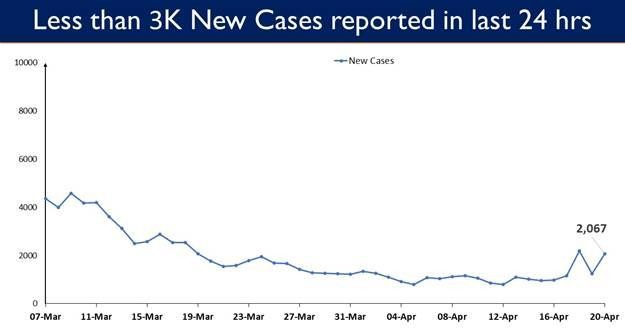 Less than 3K New Cases reported in last 24 hrs
New Cases
10000
8000
6000
4000
2000
0
2,067
07-Mar 11-Mar 15-Mar 19-Mar 23-Mar 27-Mar 31-Mar 04-Apr 08-Apr 12-Apr 16-Apr 20-Apr